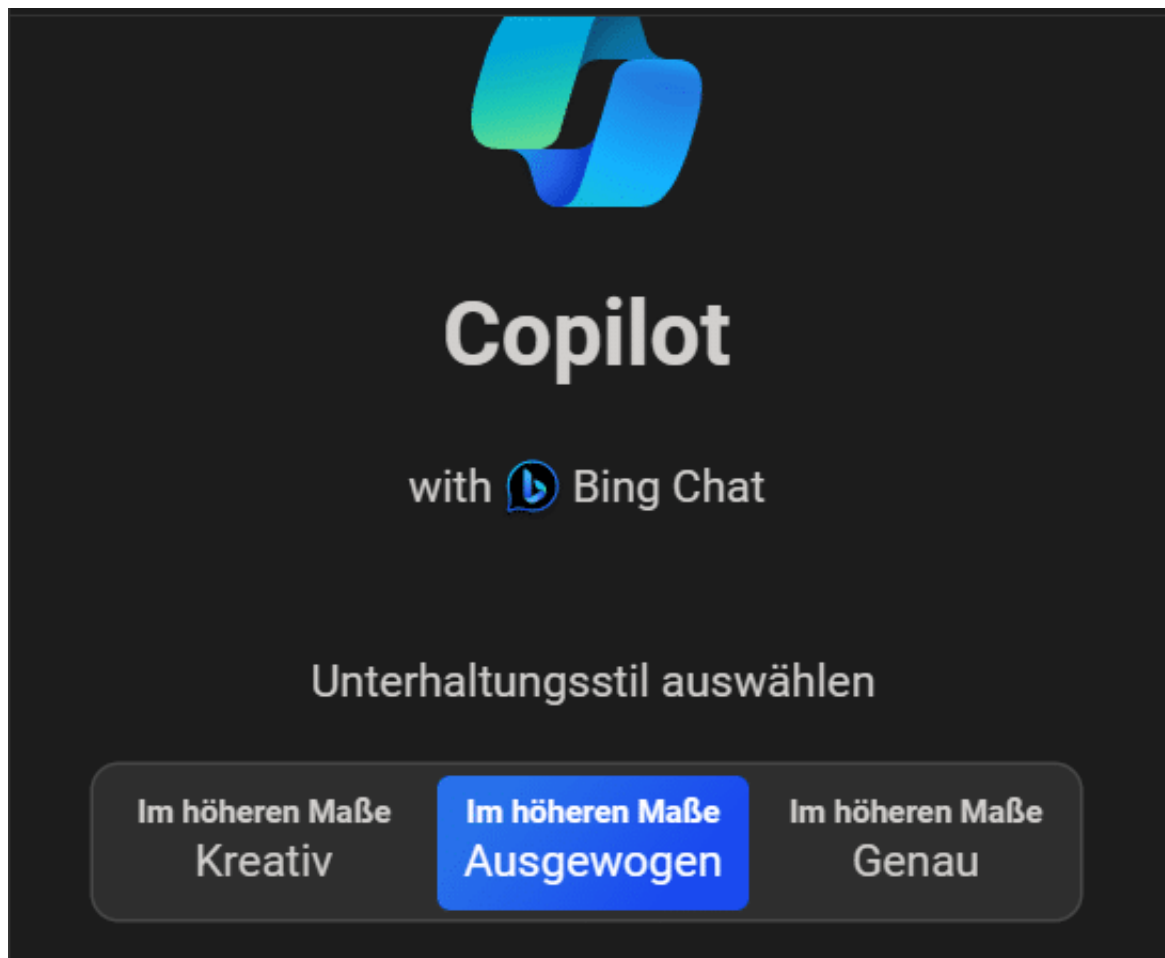 Copilot
with Bing Chat
Unterhaltungsstil auswählen
Im höheren Maße
Kreativ
Im höheren Maße
Ausgewogen
Im höheren Maße
Genau